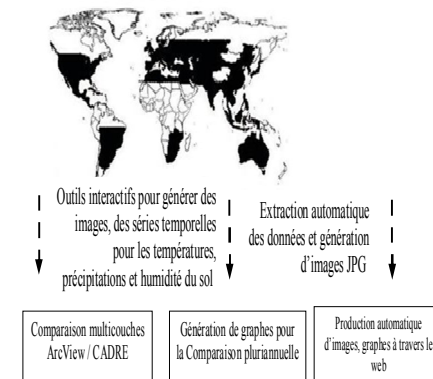 Outils interactifs pour générer des
images, des séries temporelles
pour les températures,
précipitations et humidité du sol
Extraction automatique
des données et génération
d'images JPG
Comparaison multicouches
ArcView / CADRE
Génération de graphes pour
la Comparaison pluriannuelle
Production automatique
d'images, graphes à travers le
web